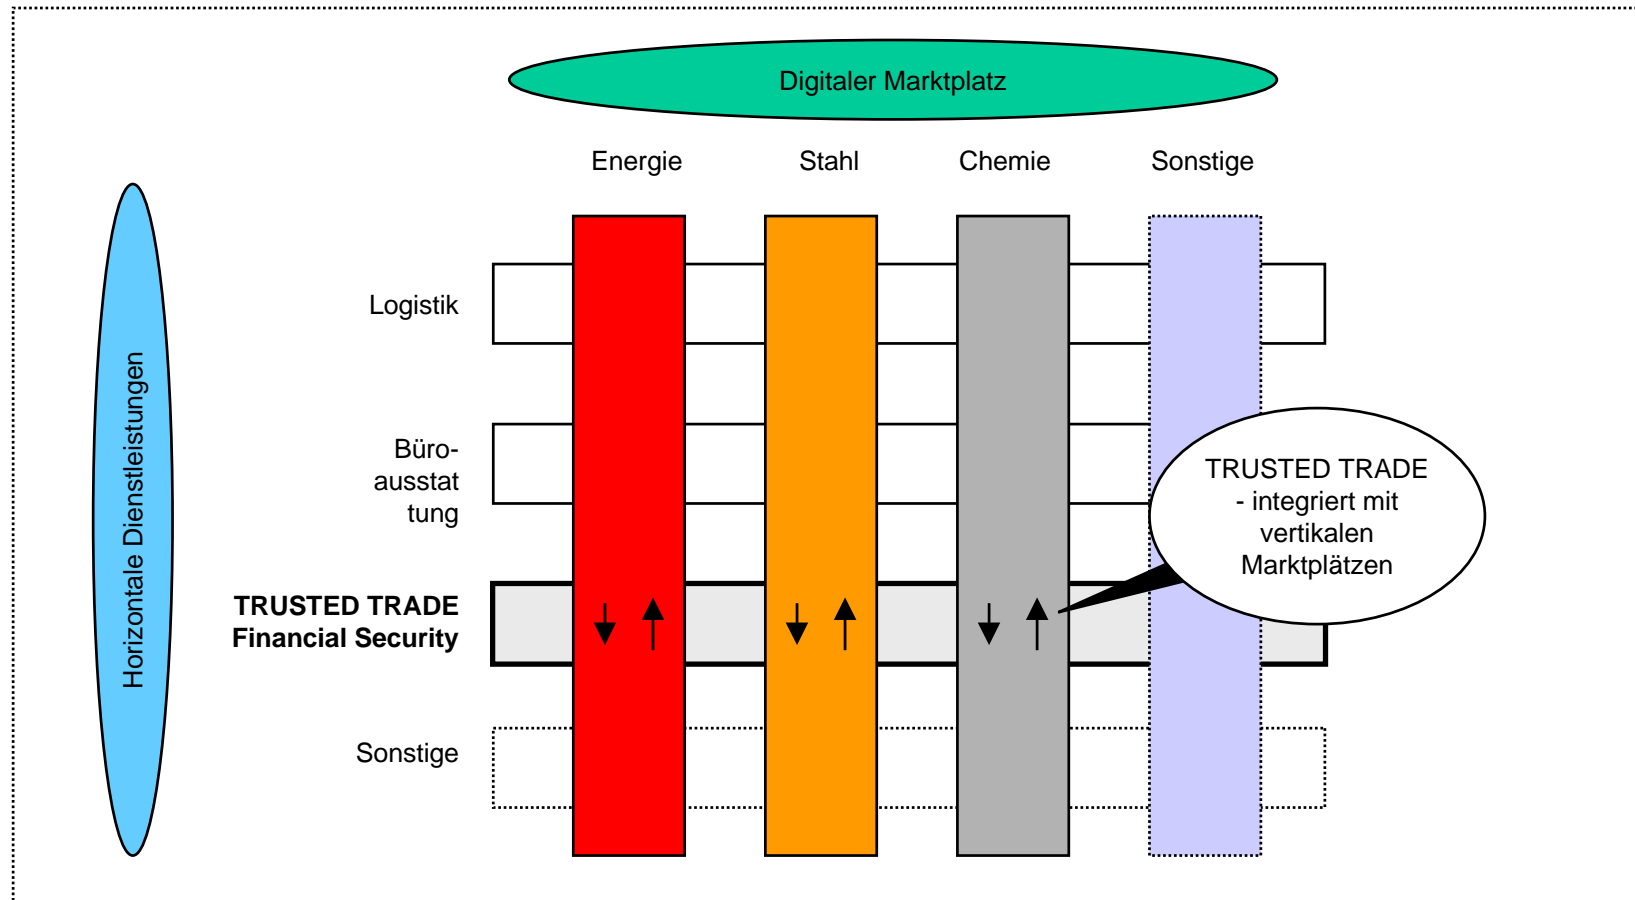 Digitaler Marktplatz
Energie Stahl Chemie Sonstige
Horizontale Dienstleistungen
Logistik
Büro-
ausstat
tung
TRUSTED TRADE
- integriert mit
vertikalen
Marktplätzen
TRUSTED TRADE
Financial Security
Sonstige